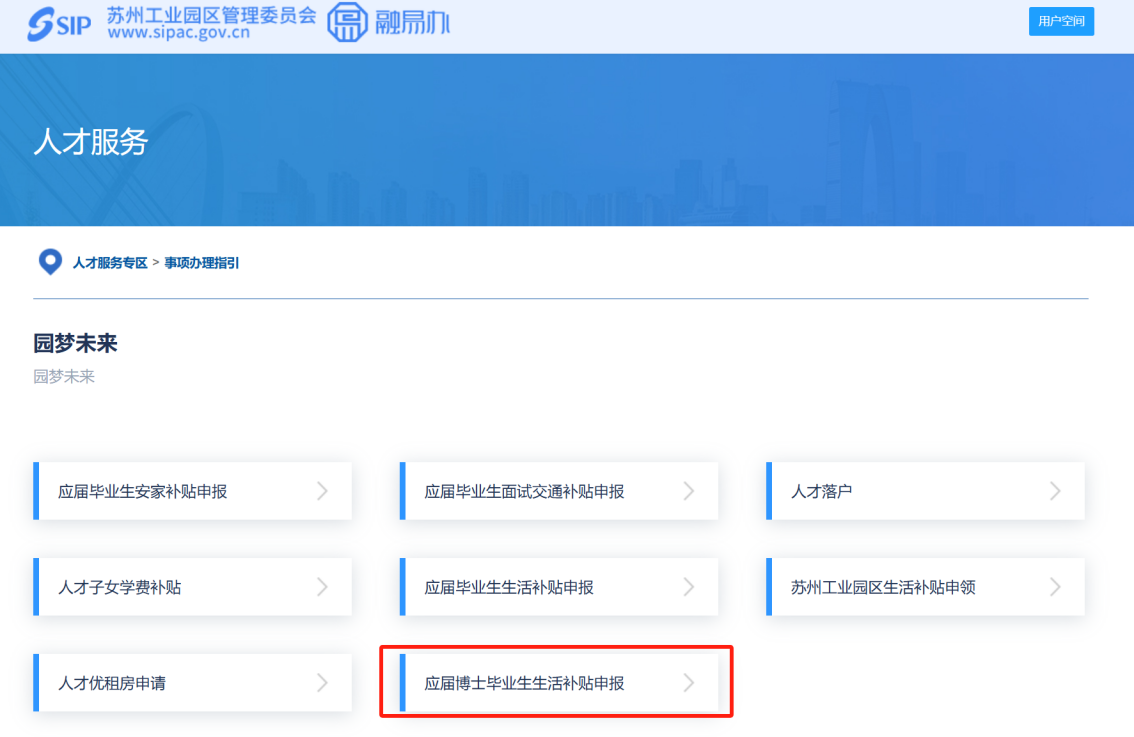 SIP 苏州工业园区管理委员会 融易办 用户空间
www.sipac.gov.cn
人才服务
人才服务专区 > 事项办理指引
园梦未来
园梦未来
应届毕业生安家补贴申报
应届毕业生面试交通补贴申报
人才落户
人才子女学费补贴
应届毕业生生活补贴申报
苏州工业园区生活补贴申领
人才优租房申请
应届博士毕业生生活补贴申报